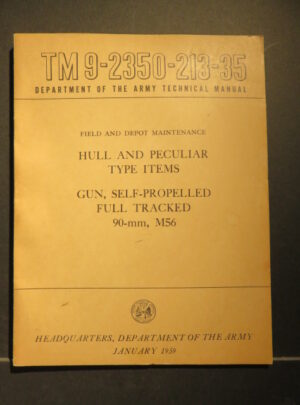 TM 9-2350-213-35
DEPARTMENT OF THE ARMY TECHNICAL MANUAL
FIELD AND DEPOT MAINTENANCE
HULL AND PECULIAR
TYPE ITEMS
GUN, SELF-PROPELLED
FULL TRACKED
90-mm, M56
HEADQUARTERS, DEPARTMENT OF THE ARMY
JANUARY 1959